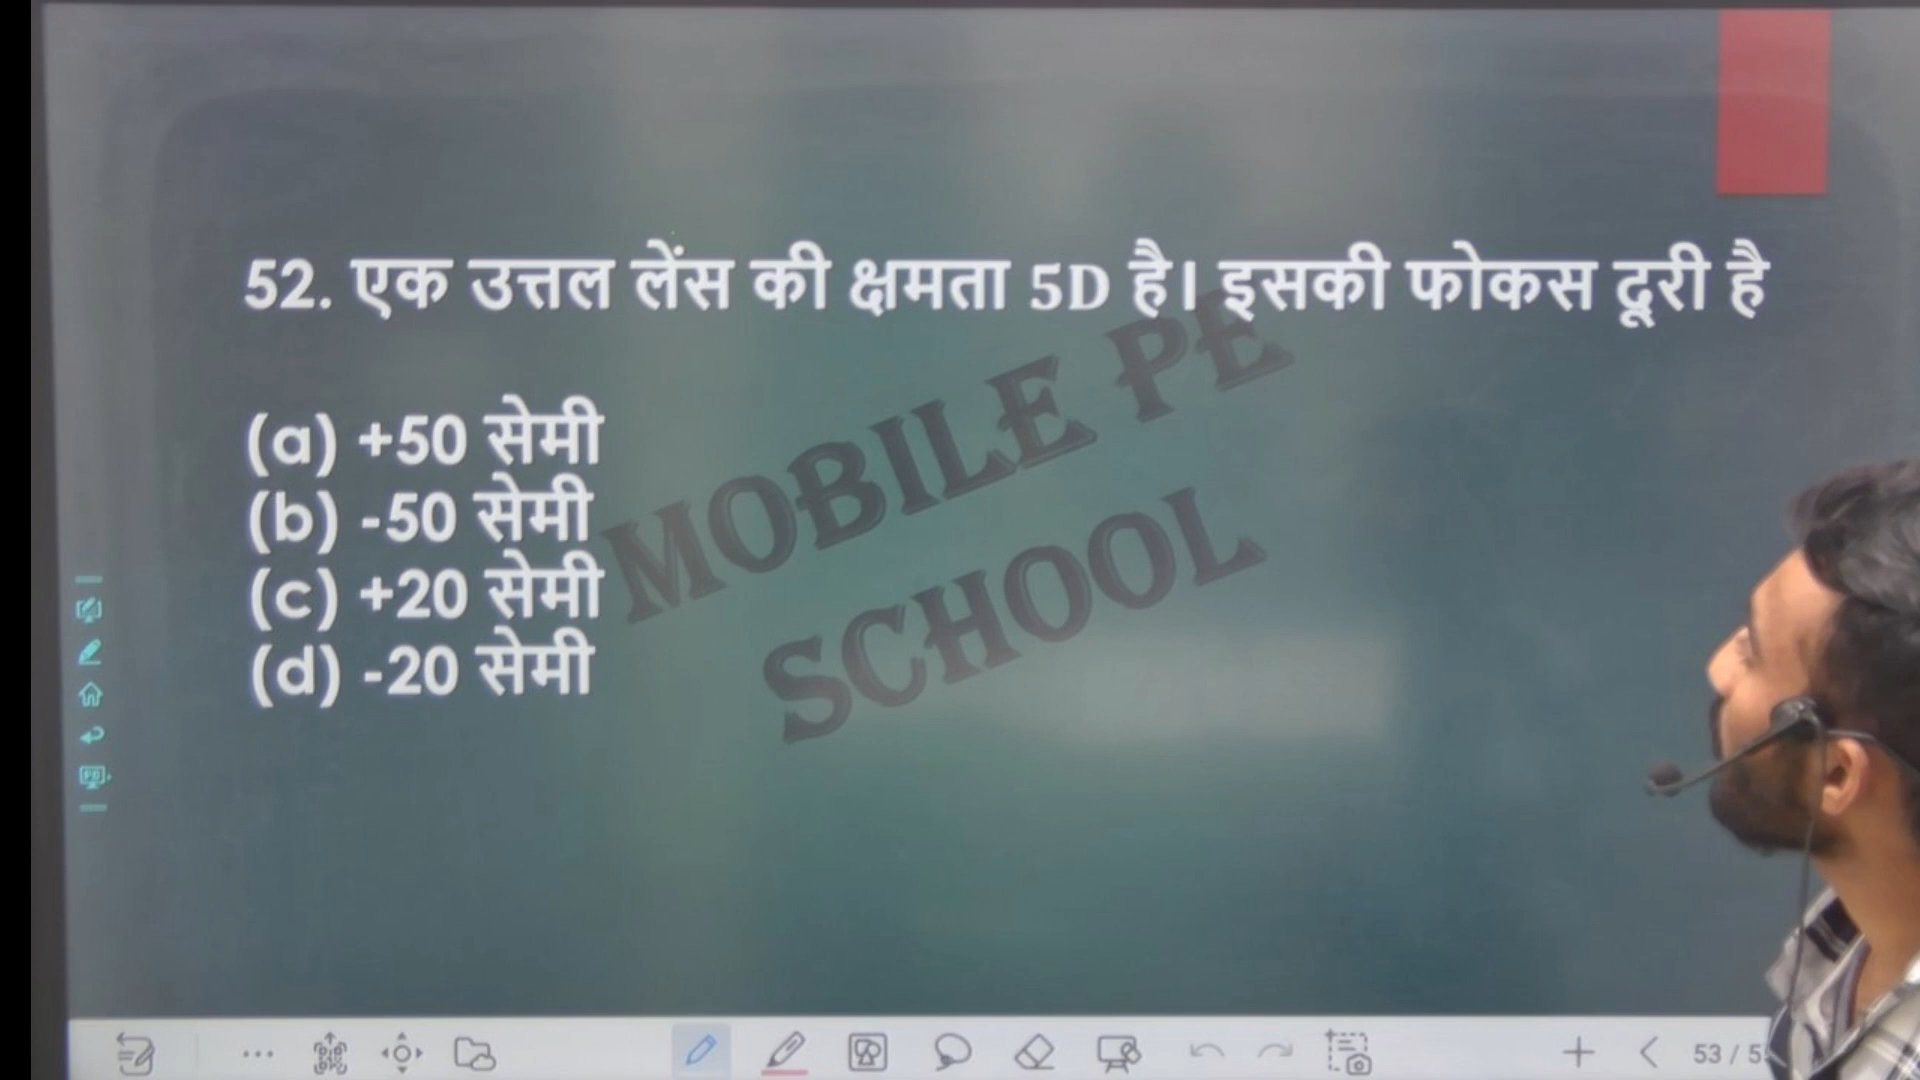 52. एक उत्तल लेंस की क्षमता 5D है। इसकी फोकस दूरी है
(a) +50 सेमी
(b) -50 सेमी
(c) +20 सेमी
(d) -20 सेमी
MOBILE PE
SCHOOL
53 / 5